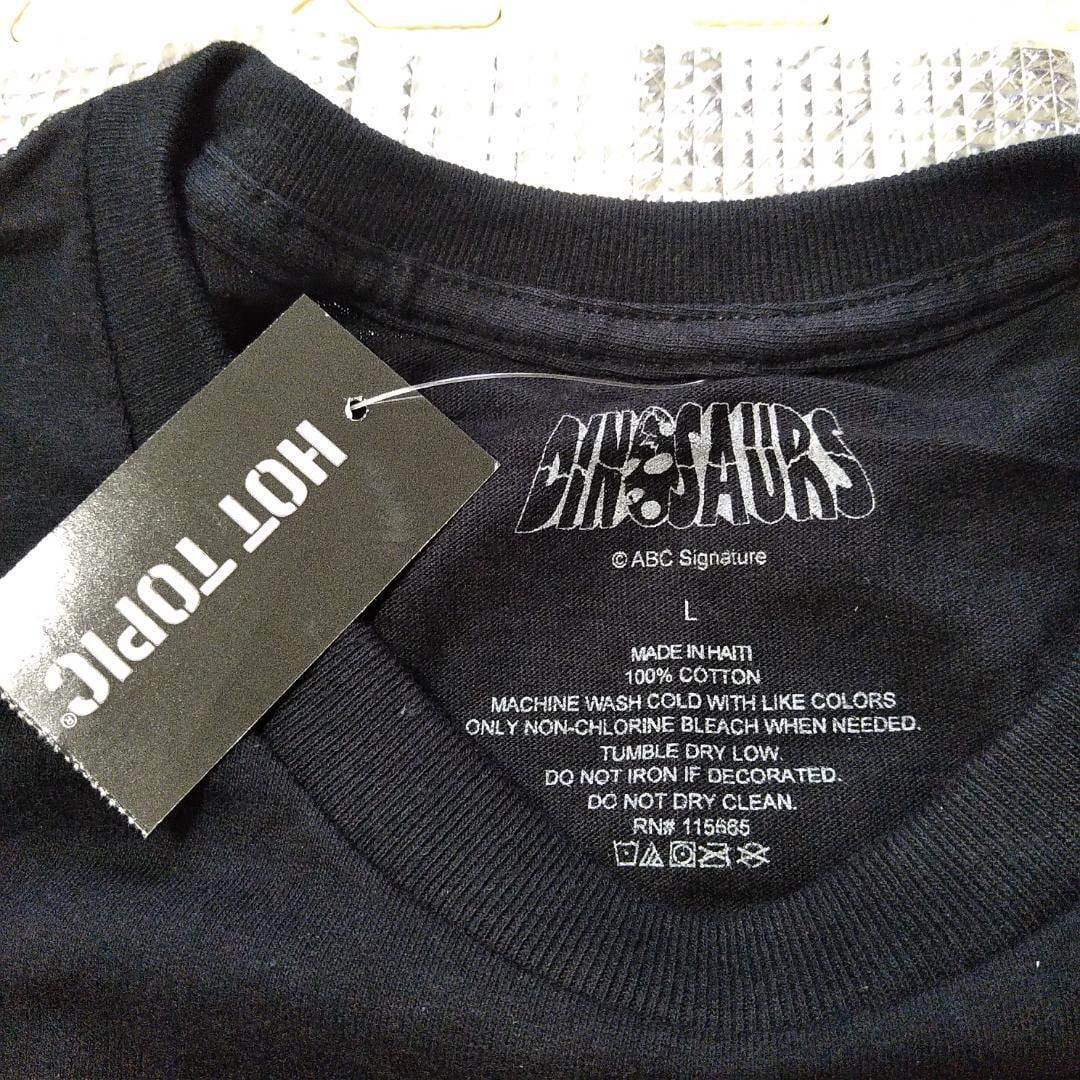 HOT TOPIC®
DINOSAURS
© ABC Signature
L
MADE IN HAITI
100% COTTON
MACHINE WASH COLD WITH LIKE COLORS
ONLY NON-CHLORINE BLEACH WHEN NEEDED.
TUMBLE DRY LOW.
DO NOT IRON IF DECORATED.
DO NOT DRY CLEAN.
RN# 115665